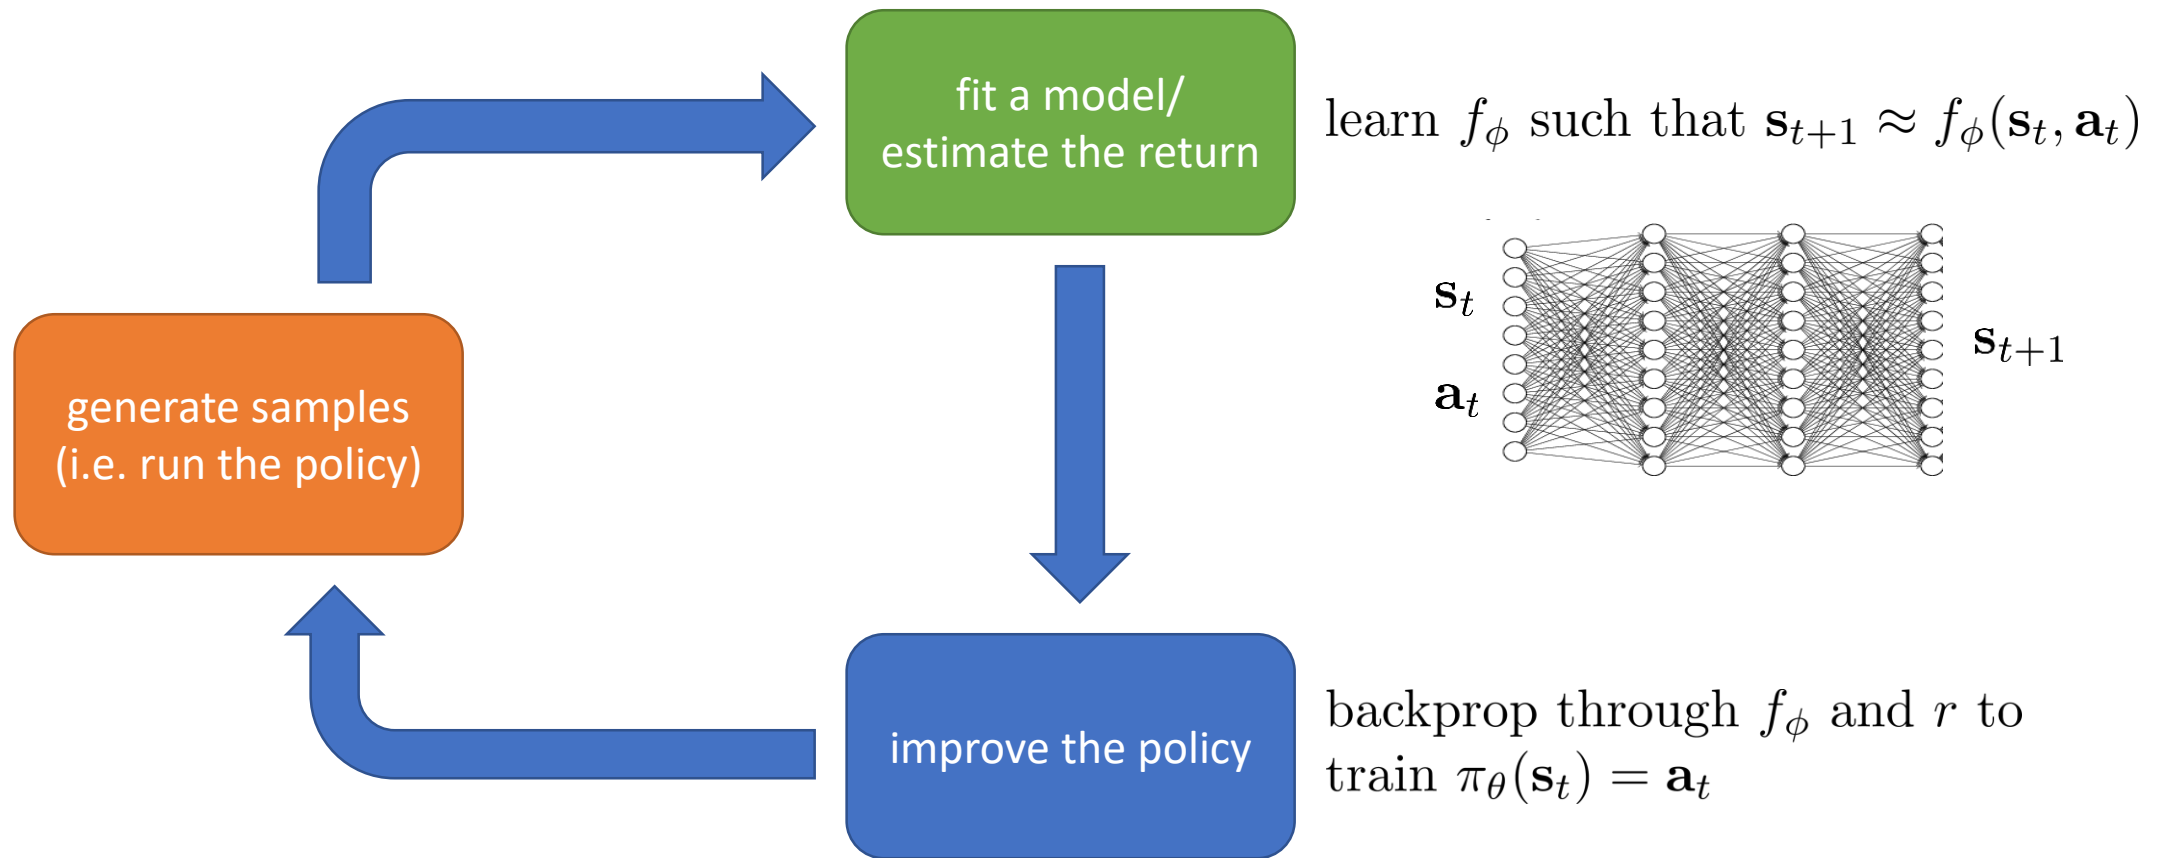 fit a model/
estimate the return
learn f_ϕ such that s_{t+1} ≈ f_ϕ(s_t, a_t)
s_t
a_t
s_{t+1}
generate samples
(i.e. run the policy)
improve the policy
backprop through f_ϕ and r to
train π_θ(s_t) = a_t